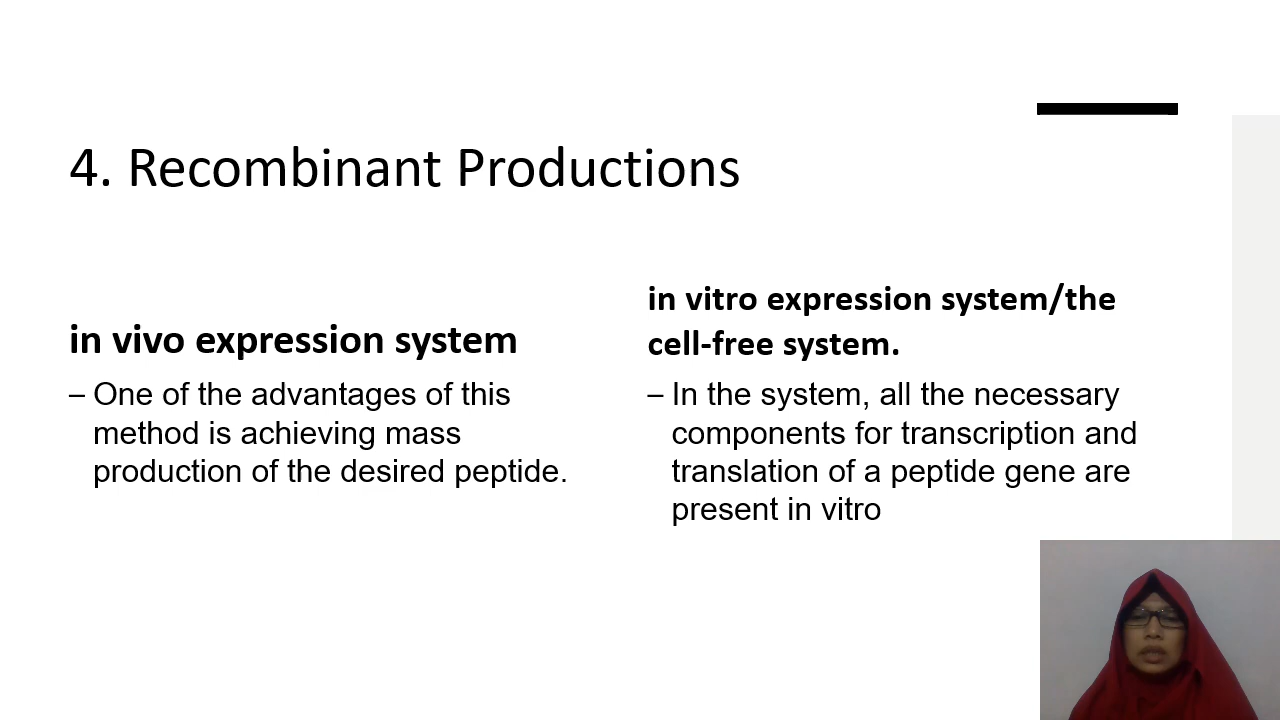 4. Recombinant Productions
in vivo expression system
– One of the advantages of this
method is achieving mass
production of the desired peptide.
in vitro expression system/the
cell-free system.
– In the system, all the necessary
components for transcription and
translation of a peptide gene are
present in vitro